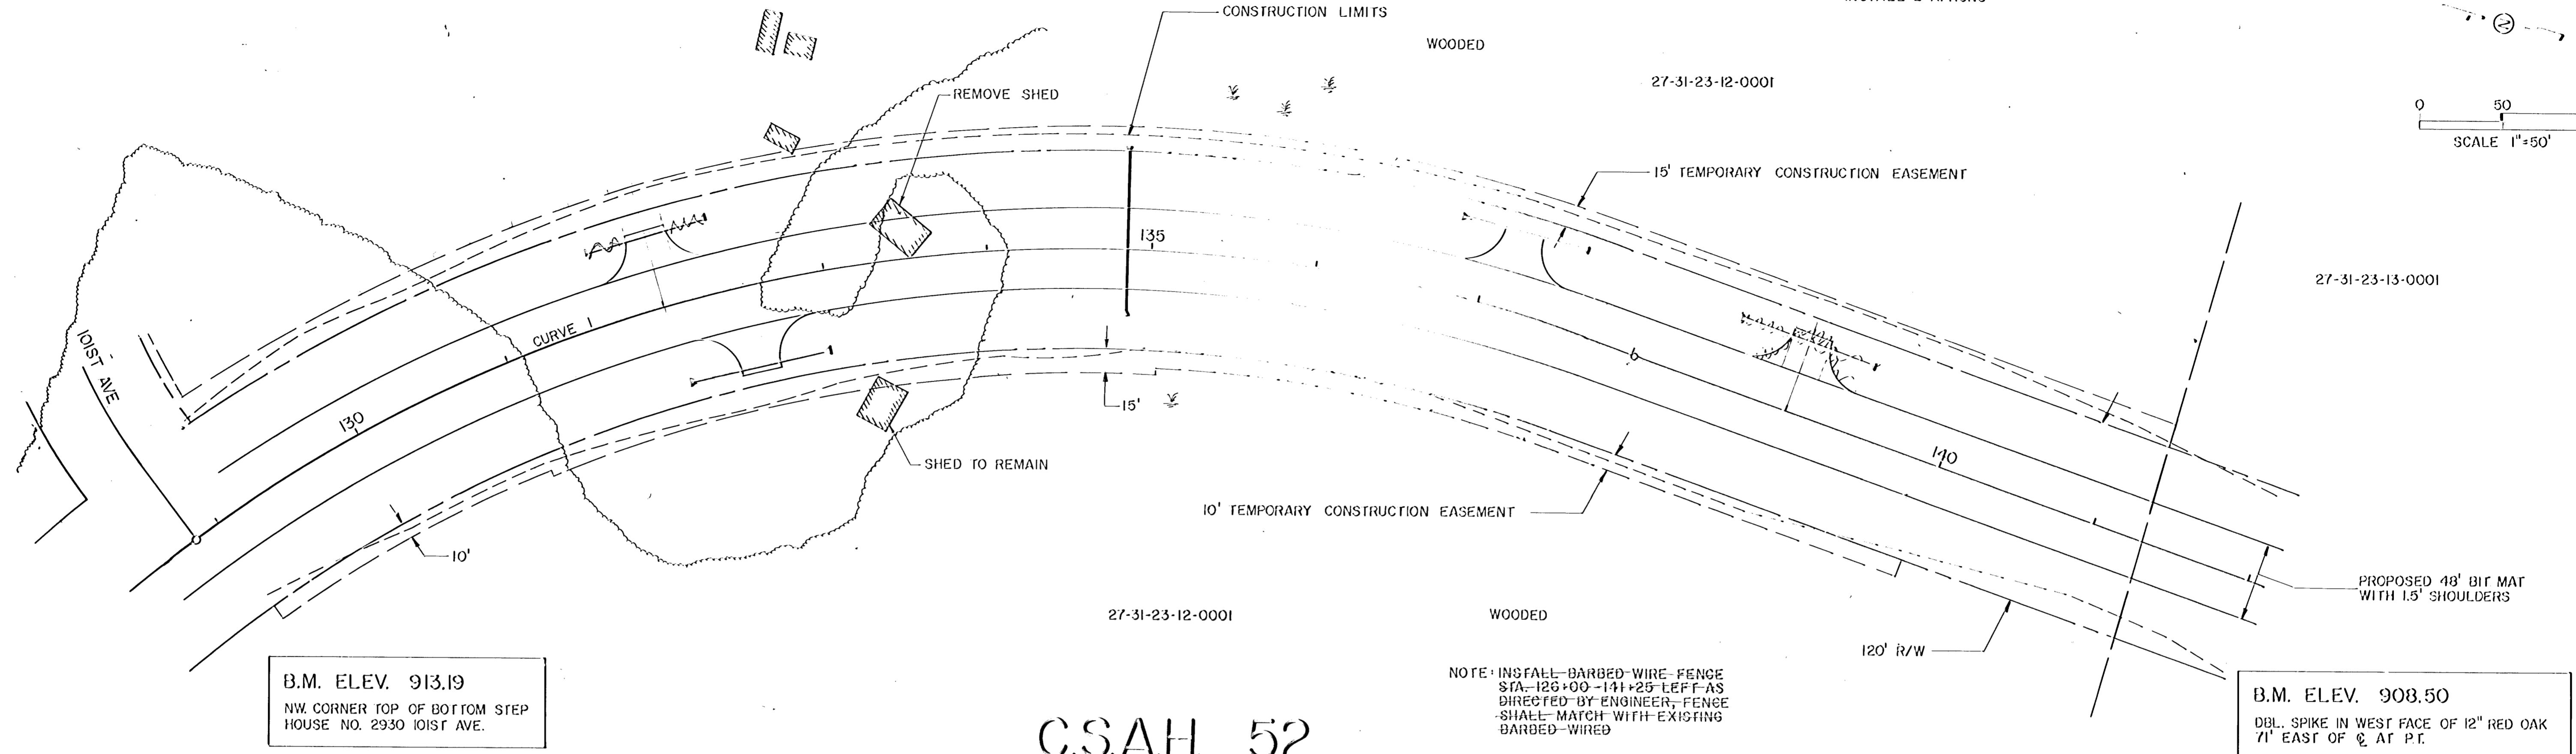 CONSTRUCTION LIMITS
WOODED
27-31-23-12-0001
REMOVE SHED
0 50
SCALE 1"=50'
15' TEMPORARY CONSTRUCTION EASEMENT
135
27-31-23-13-0001
101ST AVE
CURVE 1
130
15'
140
SHED TO REMAIN
10' TEMPORARY CONSTRUCTION EASEMENT
10'
PROPOSED 48' BIT MAT
WITH 1.5' SHOULDERS
27-31-23-12-0001
WOODED
120' R/W
B.M. ELEV. 913.19
NW. CORNER TOP OF BOTTOM STEP
HOUSE NO. 2930 101ST AVE.
NOTE: INSTALL BARBED WIRE FENCE
STA. 126+00 - 141+25 LEFT AS
DIRECTED BY ENGINEER, FENCE
SHALL MATCH WITH EXISTING
BARBED WIRED
B.M. ELEV. 908.50
DBL. SPIKE IN WEST FACE OF 12" RED OAK
71' EAST OF ℄ AT P.T.
C.S.A.H. 52